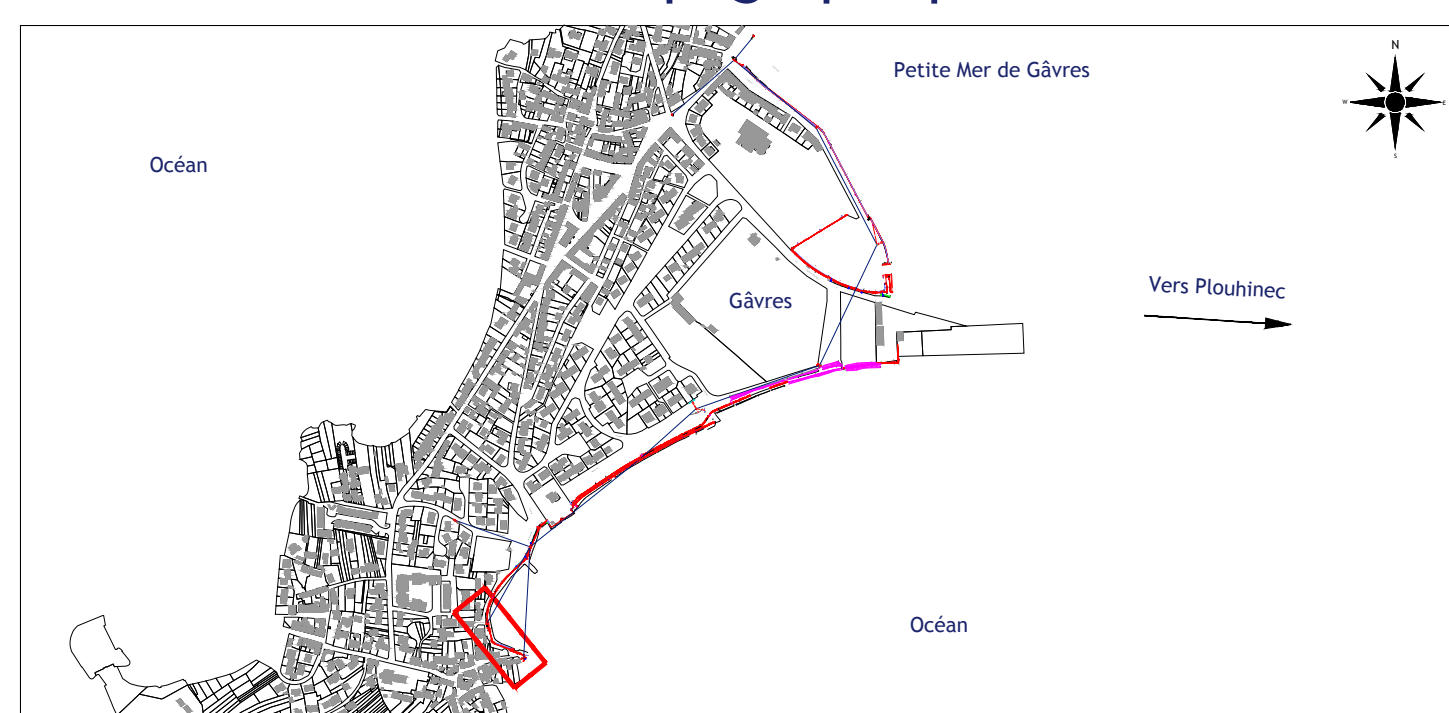 N
Petite Mer de Gâvres
W
E
Océan
S
Vers Plouhinec
Gâvres
Océan